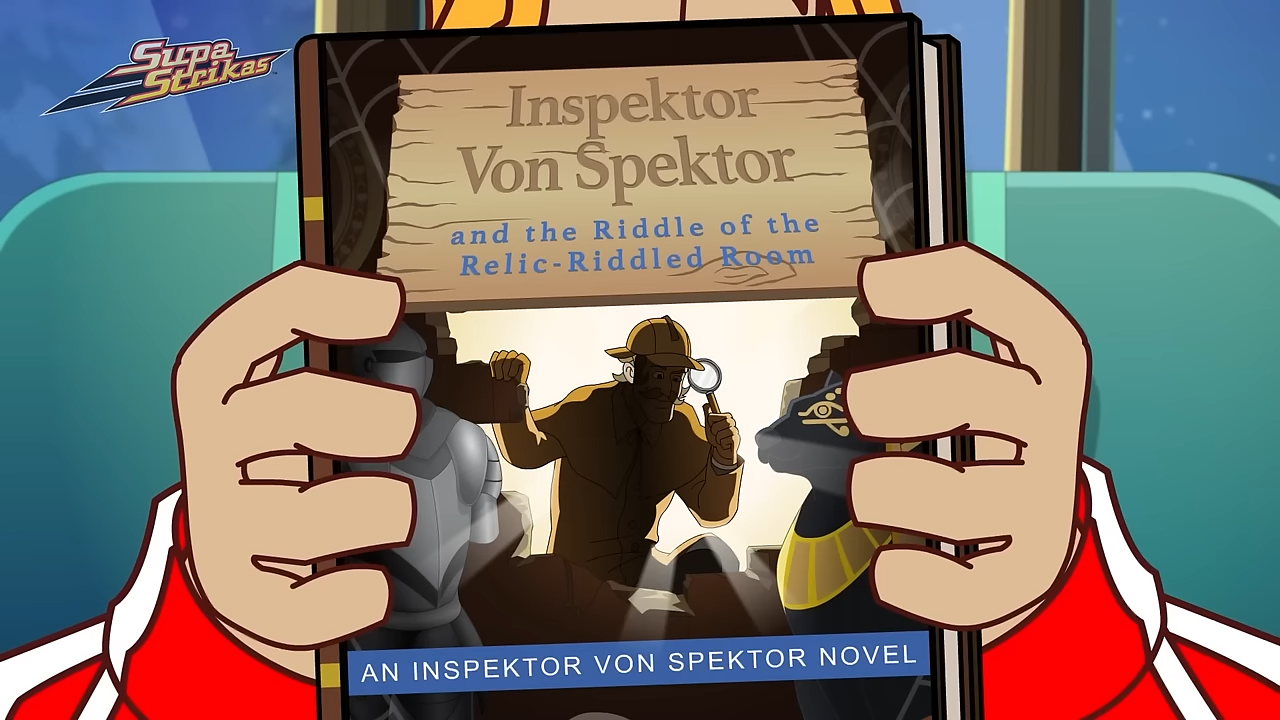 Supa
Strikas
Inspektor
Von Spektor
and the Riddle of the
Relic-Riddled Room
AN INSPEKTOR VON SPEKTOR NOVEL